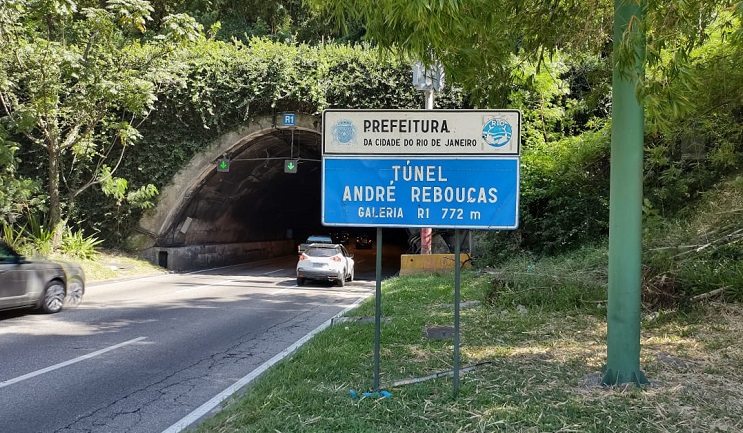 R1
PREFEITURA
DA CIDADE DO RIO DE JANEIRO
TÚNEL
ANDRÉ REBOUÇAS
GALERIA R1 772 m